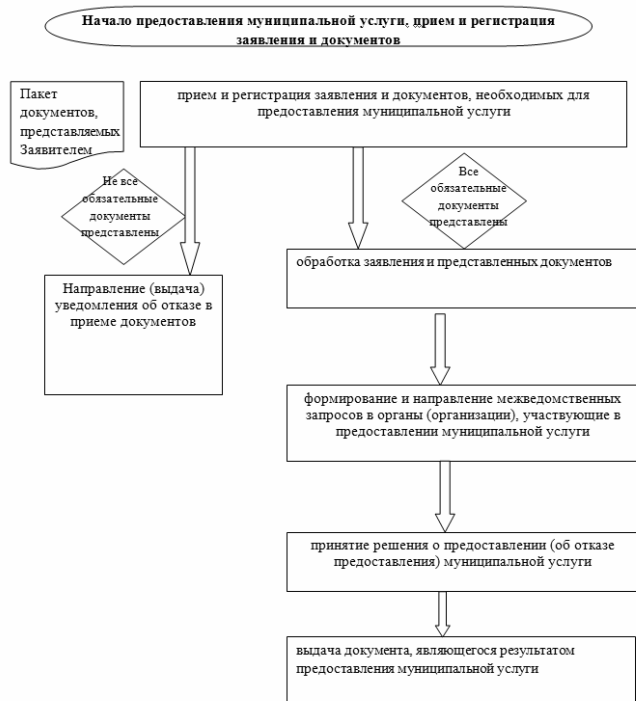 Начало предоставления муниципальной услуги, прием и регистрация
заявления и документов
Пакет
документов,
представляемых
Заявителем
прием и регистрация заявления и документов, необходимых для
предоставления муниципальной услуги
Не все
обязательные
документы
представлены
Все
обязательные
документы
представлены
Направление (выдача)
уведомления об отказе в
приеме документов
обработка заявления и представленных документов
формирование и направление межведомственных
запросов в органы (организации), участвующие в
предоставлении муниципальной услуги
принятие решения о предоставлении (об отказе
предоставления) муниципальной услуги
выдача документа, являющегося результатом
предоставления муниципальной услуги